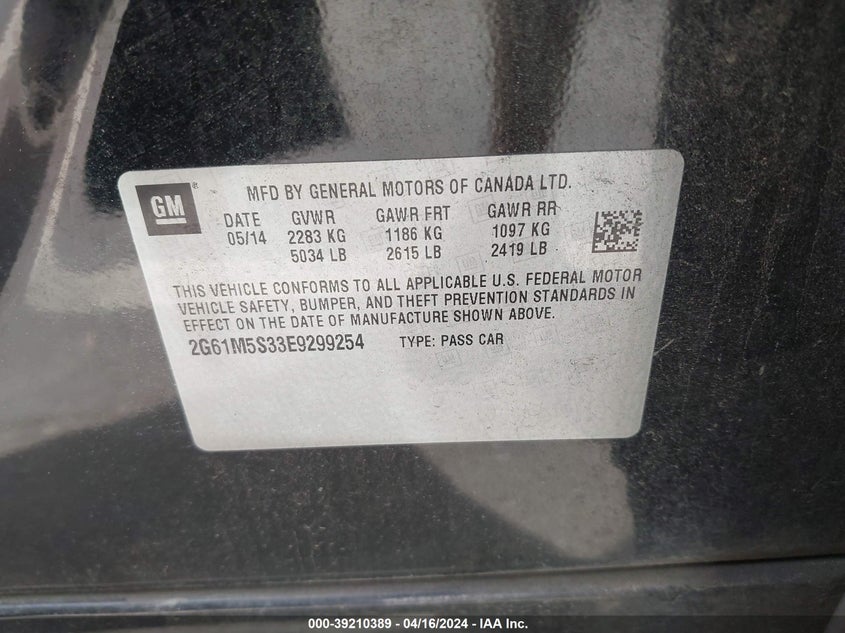 GM ®
MFD BY GENERAL MOTORS OF CANADA LTD.
DATE GVWR GAWR FRT GAWR RR
05/14 2283 KG 1186 KG 1097 KG
5034 LB 2615 LB 2419 LB
THIS VEHICLE CONFORMS TO ALL APPLICABLE U.S. FEDERAL MOTOR
VEHICLE SAFETY, BUMPER, AND THEFT PREVENTION STANDARDS IN
EFFECT ON THE DATE OF MANUFACTURE SHOWN ABOVE.
2G61M5S33E9299254 TYPE: PASS CAR
000-39210389 - 04/16/2024 - IAA Inc.